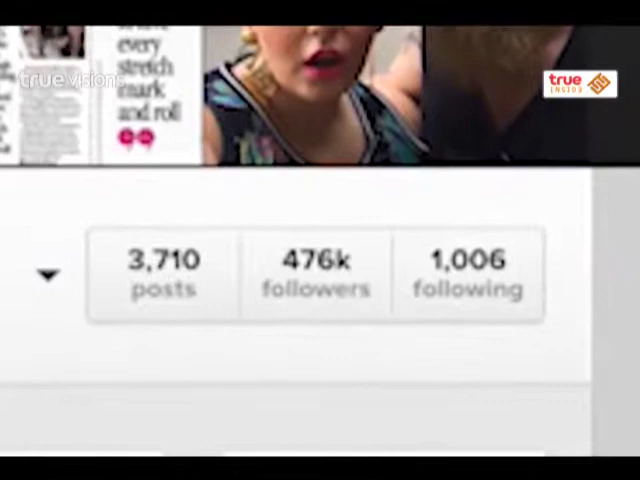 every
stretch
mark
and roll
truevisions
true
INSIDE
3,710
476k
1,006
posts
followers
following